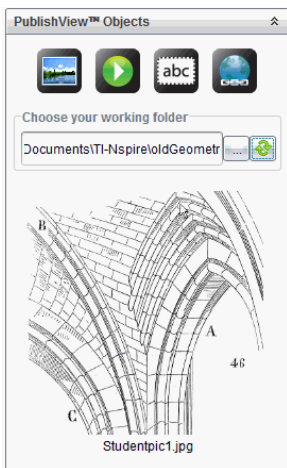 PublishView™ Objects
abc
Choose your working folder
Documents\TI-Nspire\oldGeometr
...
B
A
46
C
Studentpic1.jpg